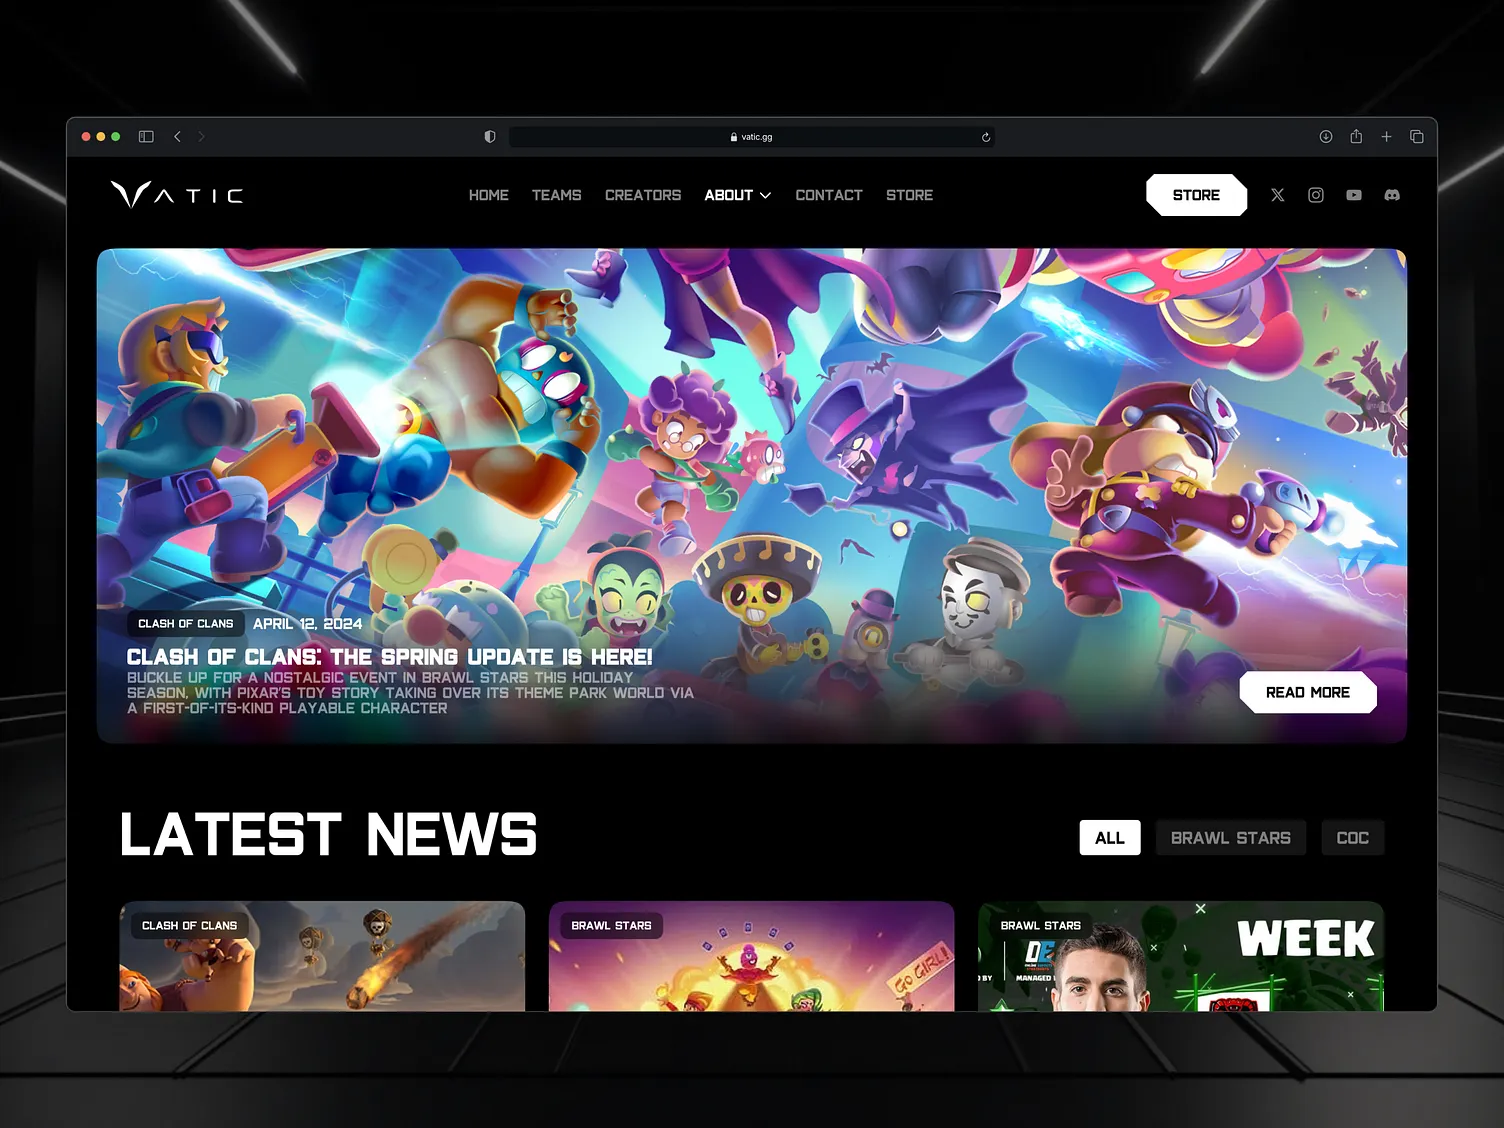 vatic.gg
VATIC
HOME TEAMS CREATORS ABOUT CONTACT STORE
STORE
CLASH OF CLANS APRIL 12, 2024
CLASH OF CLANS: THE SPRING UPDATE IS HERE!
BUCKLE UP FOR A NOSTALGIC EVENT IN BRAWL STARS THIS HOLIDAY
SEASON, WITH PIXAR'S TOY STORY TAKING OVER ITS THEME PARK WORLD VIA
A FIRST-OF-ITS-KIND PLAYABLE CHARACTER
READ MORE
LATEST NEWS
ALL BRAWL STARS COC
CLASH OF CLANS
BRAWL STARS
GO GIRL!
BRAWL STARS
WEEK
DE
D BY
MANAGED